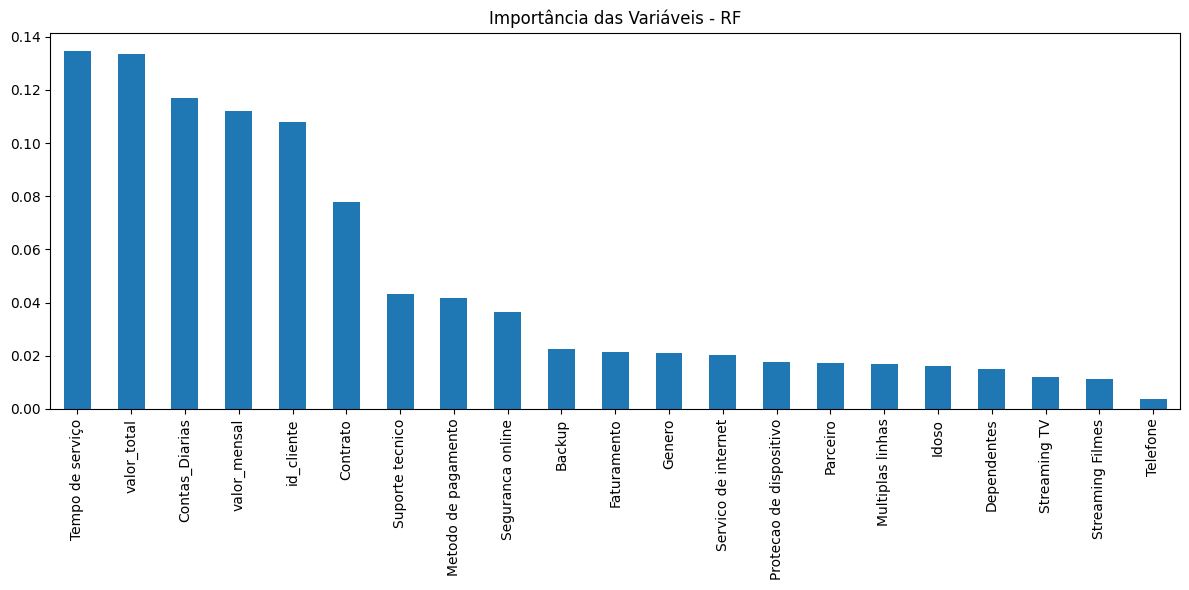 Importância das Variáveis - RF
0.14
0.12
0.10
0.08
0.06
0.04
0.02
0.00
Tempo de serviço
valor_total
Contas_Diarias
valor_mensal
id_cliente
Contrato
Suporte tecnico
Metodo de pagamento
Seguranca online
Backup
Faturamento
Genero
Servico de internet
Protecao de dispositivo
Parceiro
Multiplas linhas
Idoso
Dependentes
Streaming TV
Streaming Filmes
Telefone